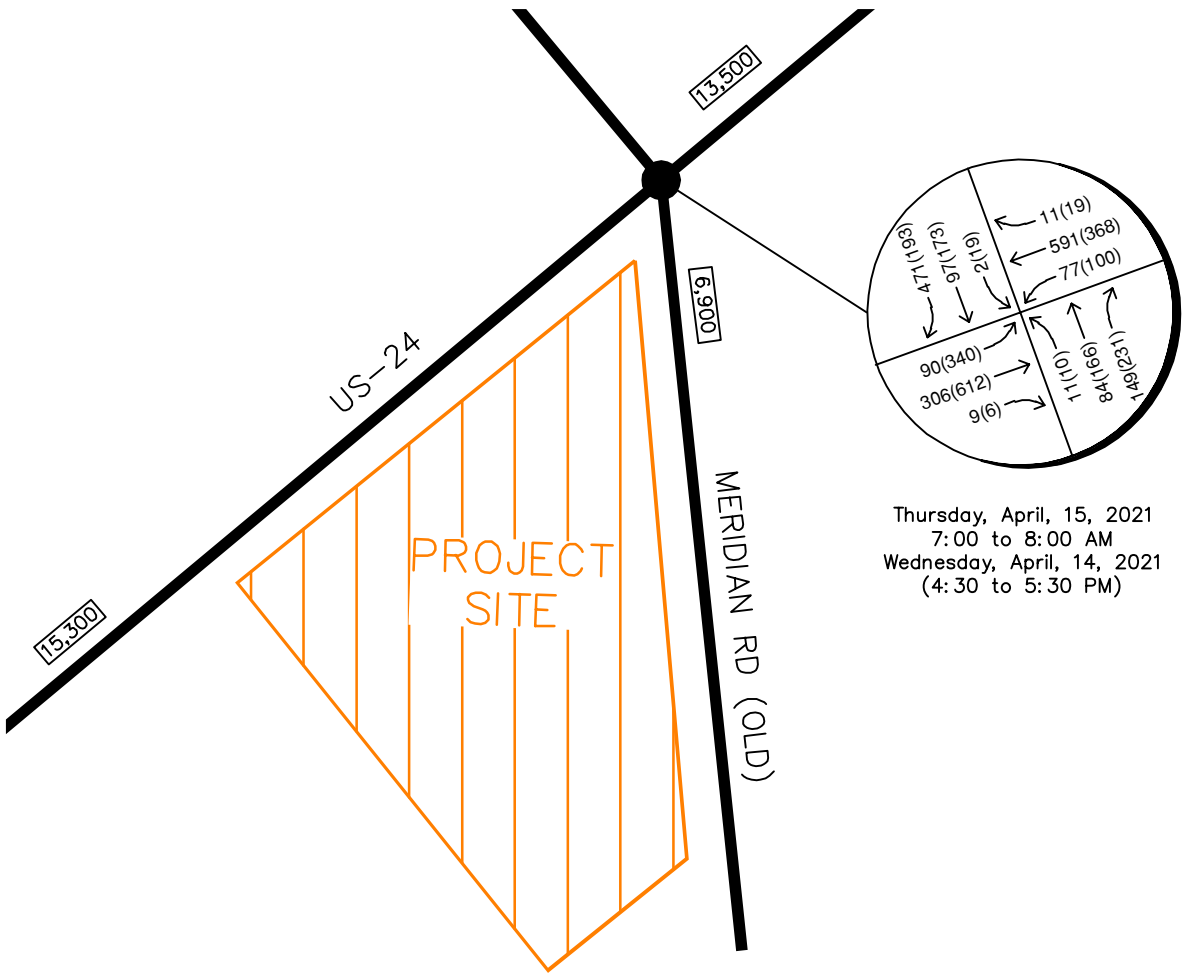 13,500
11(19)
591(368)
77(100)
471(193)
97(173)
2(19)
90(340)
306(612)
9(6)
11(10)
84(166)
149(231)
6,900
US-24
MERIDIAN RD (OLD)
PROJECT
SITE
15,300
Thursday, April, 15, 2021
7:00 to 8:00 AM
Wednesday, April, 14, 2021
(4:30 to 5:30 PM)